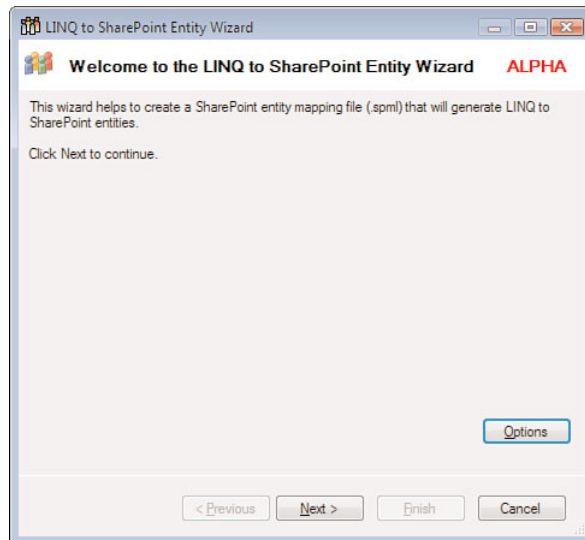 LINQ to SharePoint Entity Wizard
Welcome to the LINQ to SharePoint Entity Wizard ALPHA
This wizard helps to create a SharePoint entity mapping file (.spml) that will generate LINQ to
SharePoint entities.
Click Next to continue.
Options
< Previous Next > Finish Cancel